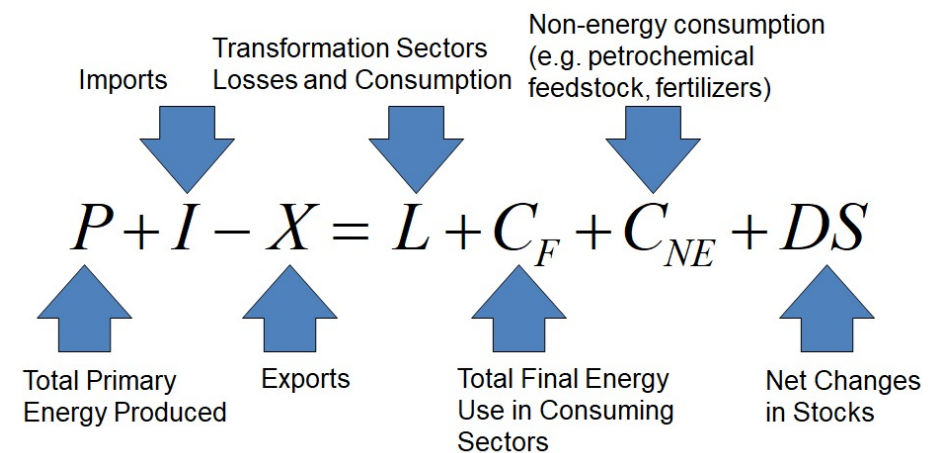 Non-energy consumption
(e.g. petrochemical
feedstock, fertilizers)
Transformation Sectors
Losses and Consumption
Imports
P + I − X = L + C_F + C_NE + DS
Total Primary
Energy Produced
Exports
Total Final Energy
Use in Consuming
Sectors
Net Changes
in Stocks